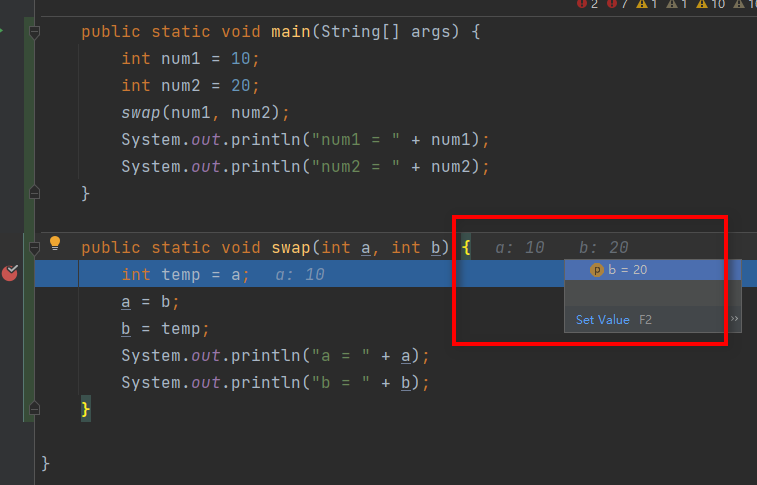 2 7 1 1 10 10
public static void main(String[] args) {
int num1 = 10;
int num2 = 20;
swap(num1, num2);
System.out.println("num1 = " + num1);
System.out.println("num2 = " + num2);
}
public static void swap(int a, int b) { a: 10 b: 20
int temp = a; a: 10
p b = 20
a = b;
b = temp;
Set Value F2 »
System.out.println("a = " + a);
System.out.println("b = " + b);
}
}